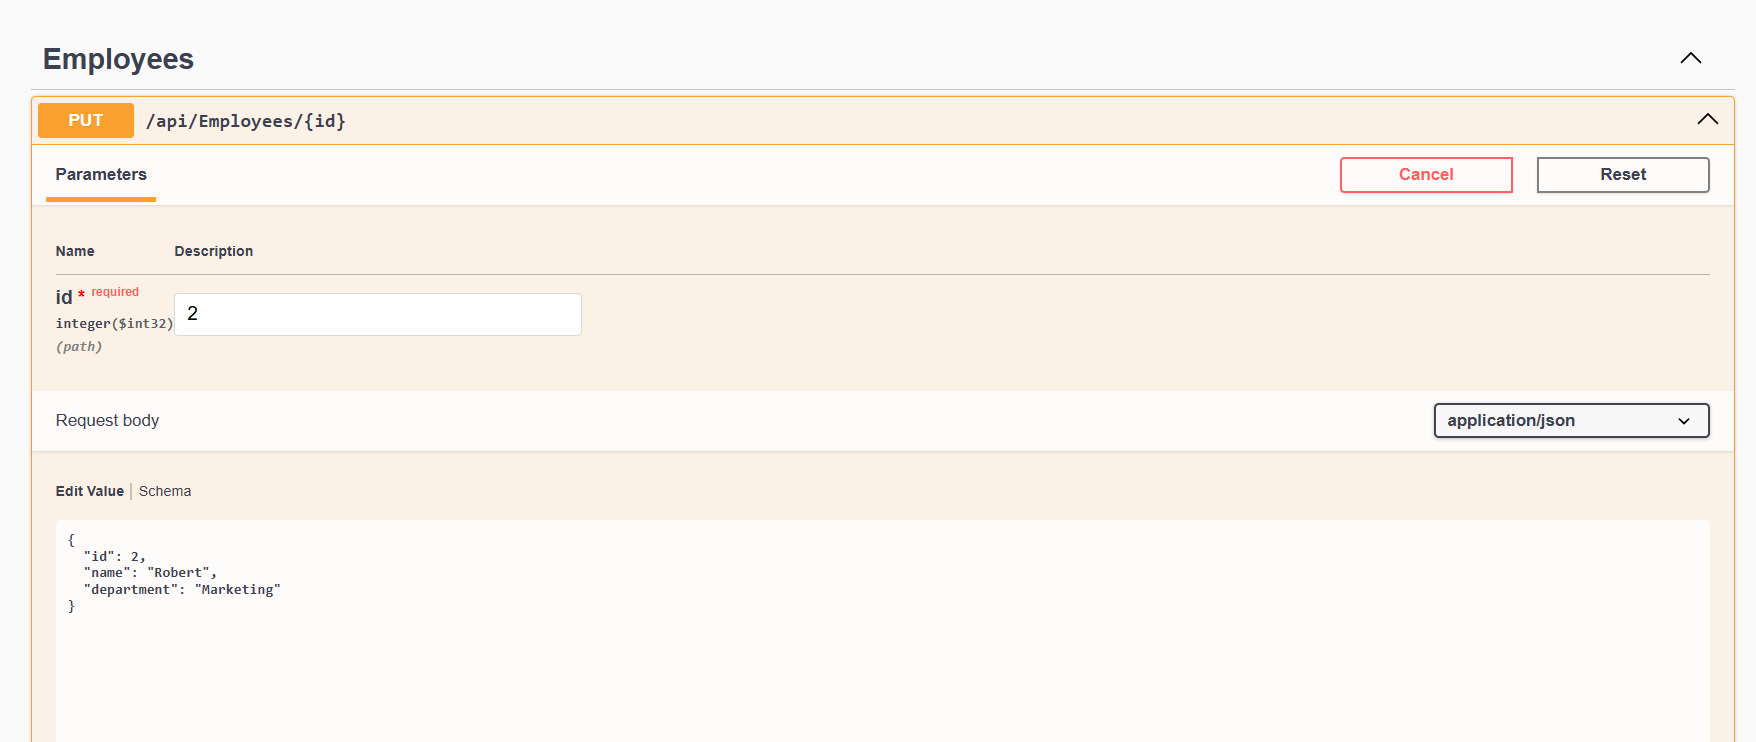 Employees
PUT /api/Employees/{id}
Parameters Cancel Reset
Name Description
id * required
integer($int32) 2
(path)
Request body application/json
Edit Value | Schema
{
  "id": 2,
  "name": "Robert",
  "department": "Marketing"
}